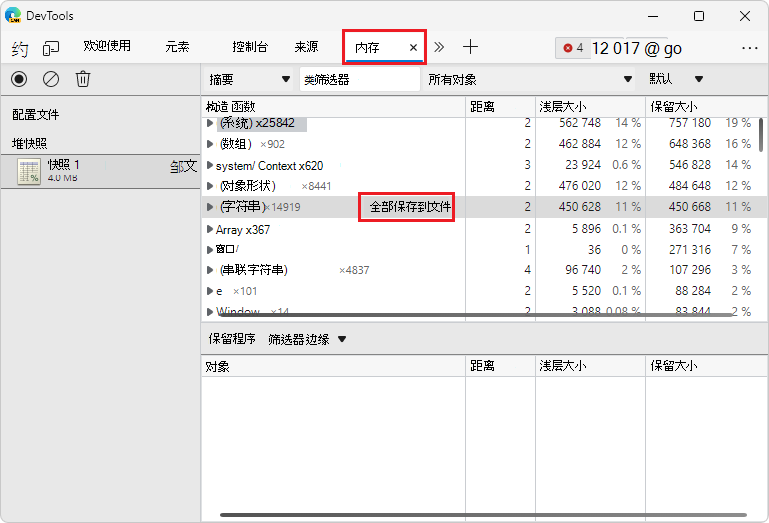 DevTools
约 欢迎使用 元素 控制台 来源 内存 4 12 017 @ go
摘要 类筛选器 所有对象 默认
配置文件
堆快照
快照 1 邹文
4.0 MB
构造函数 距离 浅层大小 保留大小
(系统) x25842 2 562 748 14 % 757 180 19 %
(数组) ×902 2 462 884 12 % 648 368 16 %
system/ Context x620 3 23 924 0.6 % 546 828 14 %
(对象形状) ×8441 2 476 020 12 % 484 648 12 %
(字符串)×14919 全部保存到文件 2 450 628 11 % 450 668 11 %
Array x367 2 5 896 0.1 % 363 704 9 %
窗口/ 1 36 0 % 271 316 7 %
(串联字符串) ×4837 4 96 740 2 % 107 296 3 %
e ×101 2 5 520 0.1 % 88 284 2 %
Window ×14 2 3 088 0.08 % 83 844 2 %
保留程序 筛选器边缘
对象 距离 浅层大小 保留大小